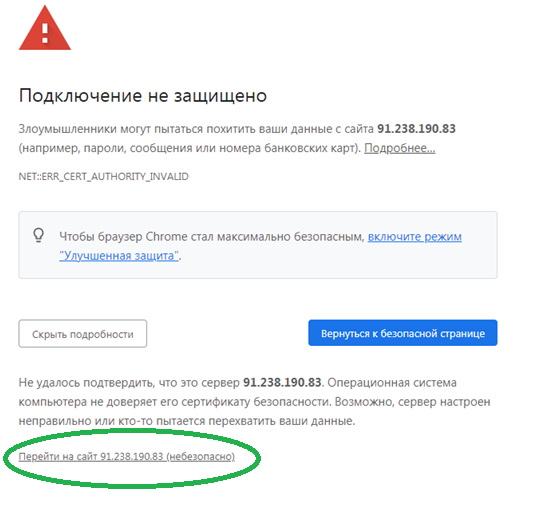 Подключение не защищено
Злоумышленники могут пытаться похитить ваши данные с сайта 91.238.190.83
(например, пароли, сообщения или номера банковских карт). Подробнее...
NET::ERR_CERT_AUTHORITY_INVALID
Чтобы браузер Chrome стал максимально безопасным, включите режим
"Улучшенная защита".
Скрыть подробности
Вернуться к безопасной странице
Не удалось подтвердить, что это сервер 91.238.190.83. Операционная система
компьютера не доверяет его сертификату безопасности. Возможно, сервер настроен
неправильно или кто-то пытается перехватить ваши данные.
Перейти на сайт 91.238.190.83 (небезопасно)